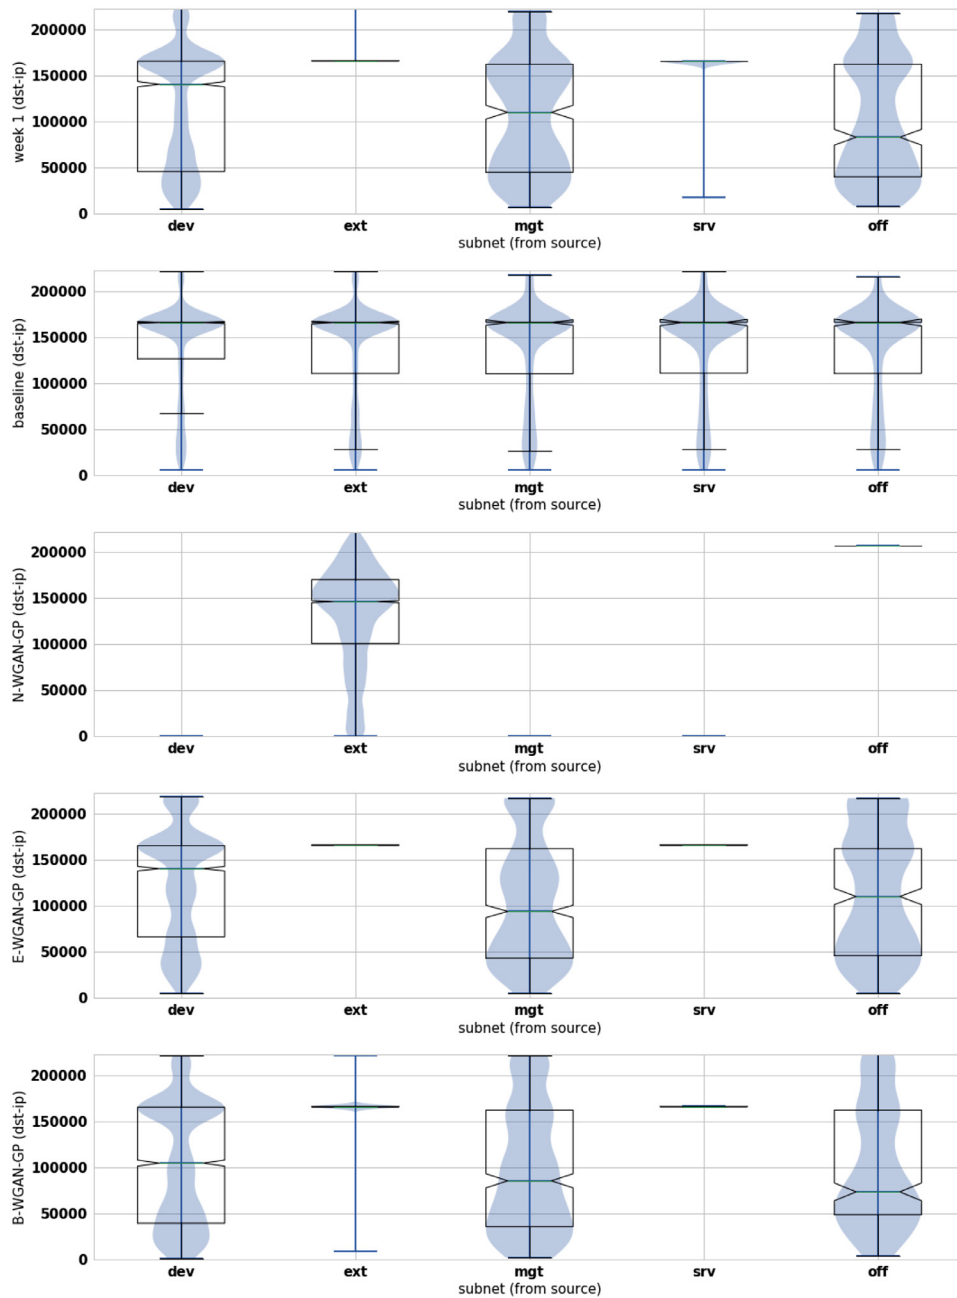 week 1 (dst-ip)
200000
150000
100000
50000
0
dev ext mgt srv off
subnet (from source)
baseline (dst-ip)
200000
150000
100000
50000
0
dev ext mgt srv off
subnet (from source)
N-WGAN-GP (dst-ip)
200000
150000
100000
50000
0
dev ext mgt srv off
subnet (from source)
E-WGAN-GP (dst-ip)
200000
150000
100000
50000
0
dev ext mgt srv off
subnet (from source)
B-WGAN-GP (dst-ip)
200000
150000
100000
50000
0
dev ext mgt srv off
subnet (from source)